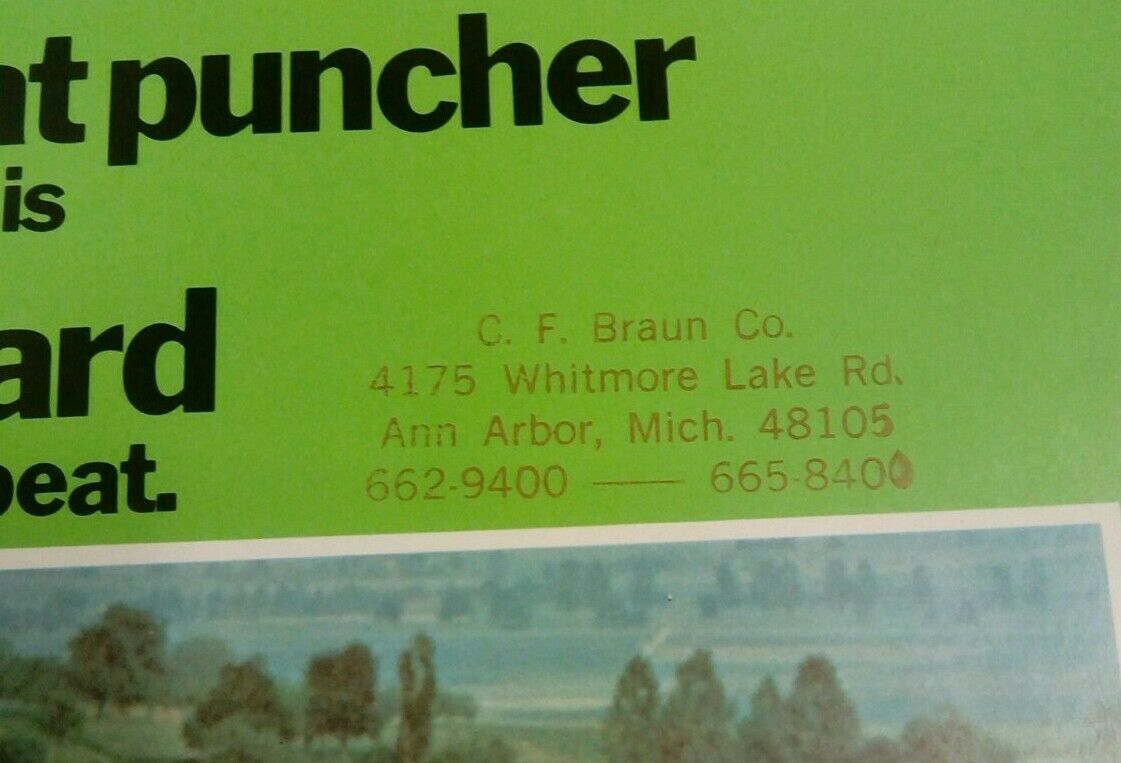 at puncher
is
ard
beat.
C. F. Braun Co.
4175 Whitmore Lake Rd.
Ann Arbor, Mich. 48105
662-9400 —— 665-8400